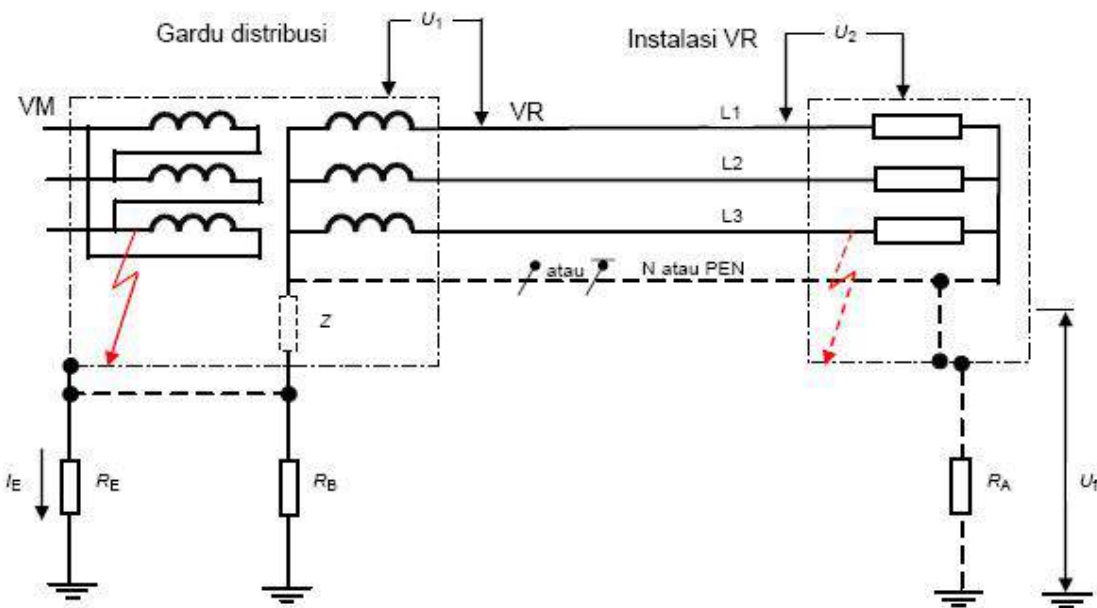 Gardu distribusi
U1
Instalasi VR
U2
VM
VR
L1
L2
L3
atau
N atau PEN
Z
IE
RE
RB
RA
Uf